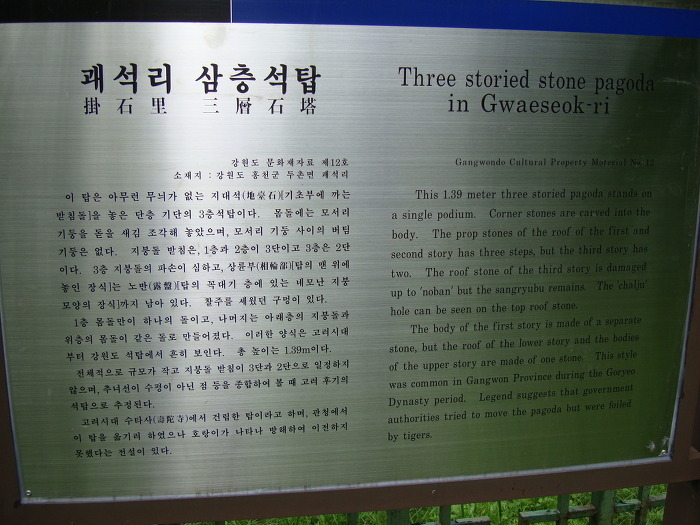 괘석리 삼층석탑
掛石里 三層石塔
강원도 문화재자료 제12호
소재지 : 강원도 홍천군 두촌면 괘석리
이 탑은 아무런 무늬가 없는 지대석(地臺石)[기초부에 까는
받침돌]을 놓은 단층 기단의 3층석탑이다. 몸돌에는 모서리
기둥을 돋을 새김 조각해 놓았으며, 모서리 기둥 사이의 버팀
기둥은 없다. 지붕돌 받침은, 1층과 2층이 3단이고 3층은 2단
이다. 3층 지붕돌의 파손이 심하고, 상륜부(相輪部)[탑의 맨 위에
놓인 장식]는 노반(露盤)[탑의 꼭대기 층에 있는 네모난 지붕
모양의 장식]까지 남아 있다. 찰주를 세웠던 구멍이 있다.
1층 몸돌만이 하나의 돌이고, 나머지는 아래층의 지붕돌과
위층의 몸돌이 같은 돌로 만들어졌다. 이러한 양식은 고려시대
부터 강원도 석탑에서 흔히 보인다. 총 높이는 1.39m이다.
전체적으로 규모가 작고 지붕돌 받침이 3단과 2단으로 일정하지
않으며, 추녀선이 수평이 아닌 점 등을 종합하여 볼 때 고려 후기의
석탑으로 추정된다.
고려시대 수타사(壽陀寺)에서 건립한 탑이라고 하며, 관청에서
이 탑을 옮기려 하였으나 호랑이가 나타나 방해하여 이전하지
못했다는 전설이 있다.
Three storied stone pagoda
in Gwaeseok-ri
Gangwondo Cultural Property Material No. 12
This 1.39 meter three storied pagoda stands on
a single podium. Corner stones are carved into the
body. The prop stones of the roof of the first and
second story has three steps, but the third story has
two. The roof stone of the third story is damaged
up to 'noban' but the sangryubu remains. The 'chalju'
hole can be seen on the top roof stone.
The body of the first story is made of a separate
stone, but the roof of the lower story and the bodies
of the upper story are made of one stone. This style
was common in Gangwon Province during the Goryeo
Dynasty period. Legend suggests that government
authorities tried to move the pagoda but were foiled
by tigers.